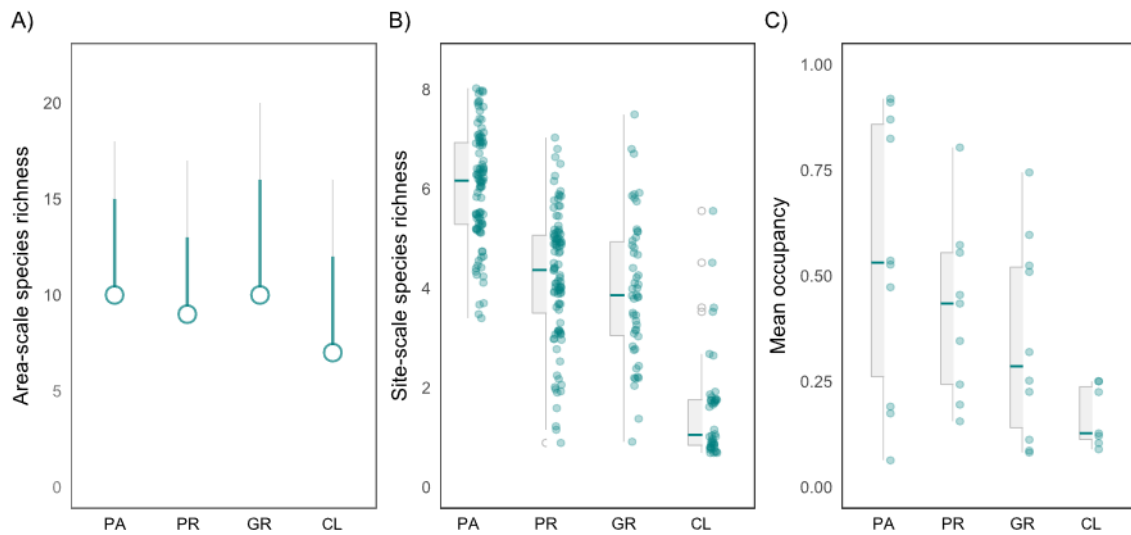 A)
Area-scale species richness
20
15
10
5
0
PA PR GR CL
B)
Site-scale species richness
8
6
4
2
0
PA PR GR CL
C)
Mean occupancy
1.00
0.75
0.50
0.25
0.00
PA PR GR CL